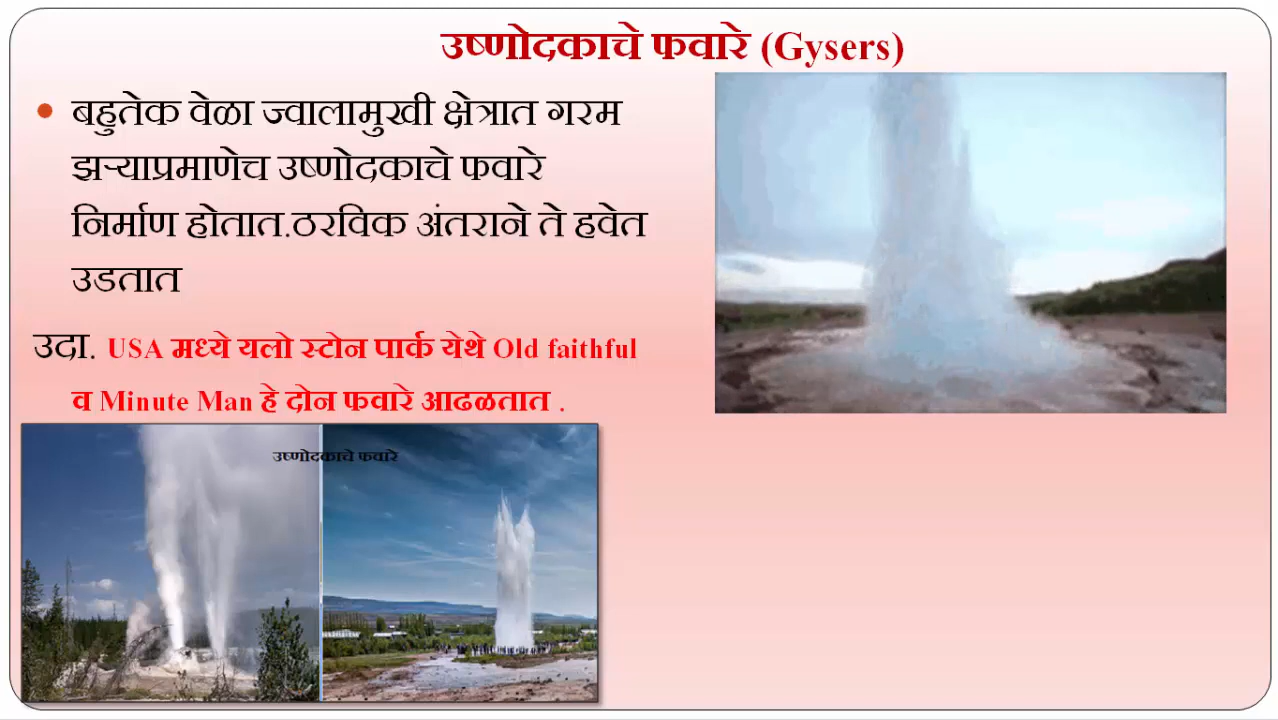 उष्णोदकाचे फवारे (Gysers)
बहुतेक वेळा ज्वालामुखी क्षेत्रात गरम
झऱ्याप्रमाणेच उष्णोदकाचे फवारे
निर्माण होतात.ठरविक अंतराने ते हवेत
उडतात
उदा. USA मध्ये यलो स्टोन पार्क येथे Old faithful
व Minute Man हे दोन फवारे आढळतात .
उष्णोदकाचे फवारे